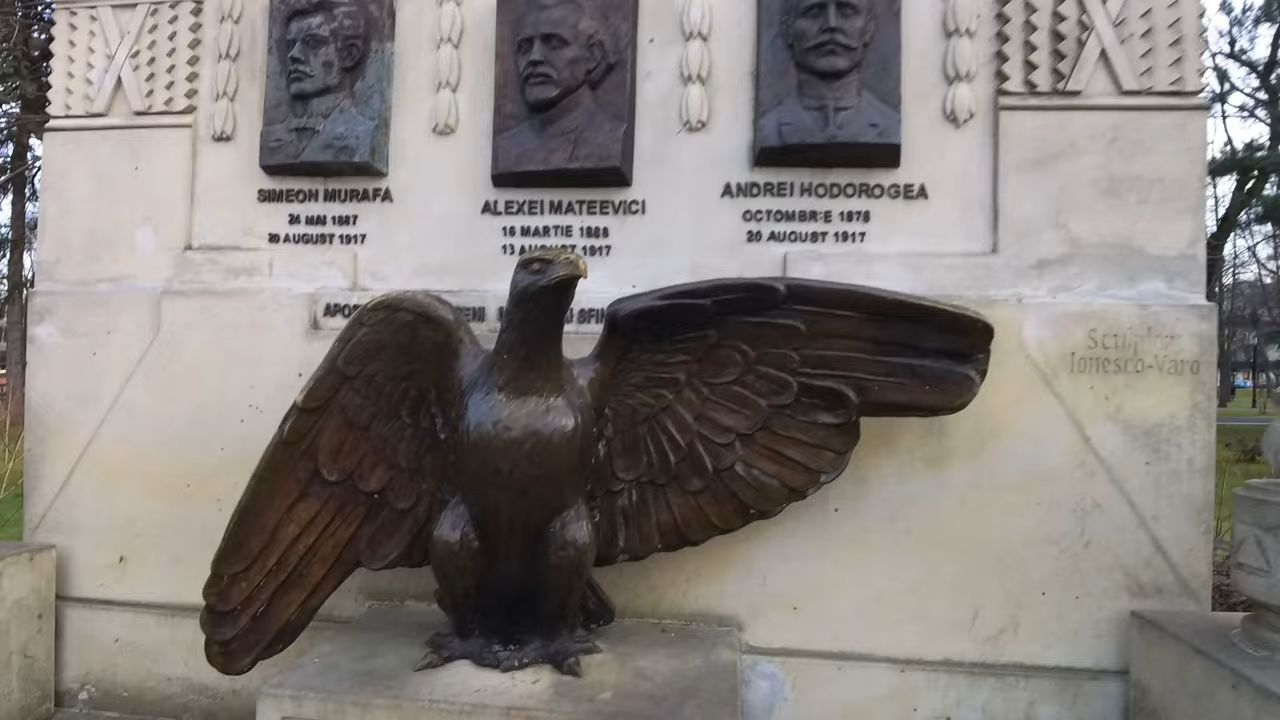 SIMEON MURAFA
24 MAI 1887
20 AUGUST 1917
ALEXEI MATEEVICI
16 MARTIE 1888
13 AUGUST 1917
ANDREI HODOROGEA
OCTOMBRIE 1878
20 AUGUST 1917
Sculptor
Ionescu-Varo